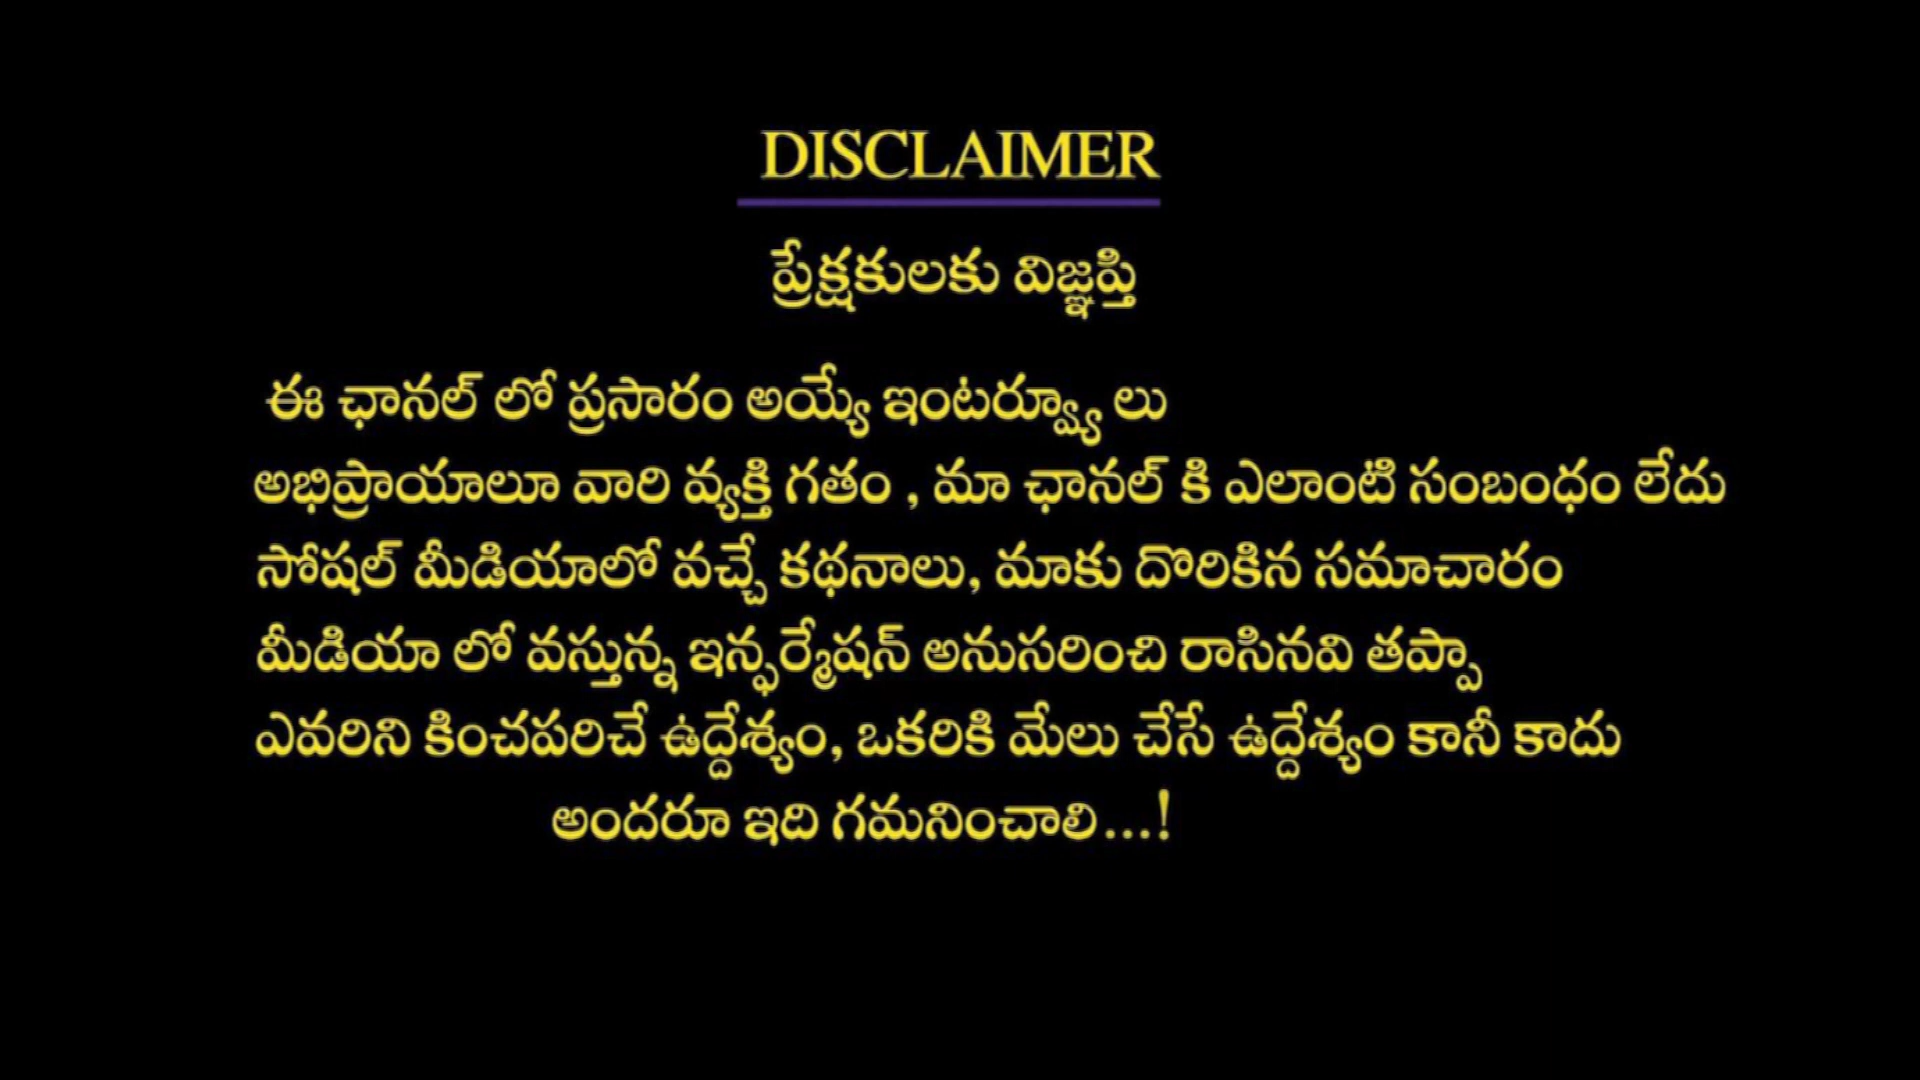 DISCLAIMER
ప్రేక్షకులకు విజ్ఞప్తి
ఈ ఛానల్ లో ప్రసారం అయ్యే ఇంటర్వ్యూ లు
అభిప్రాయాలూ వారి వ్యక్తి గతం , మా ఛానల్ కి ఎలాంటి సంబంధం లేదు
సోషల్ మీడియాలో వచ్చే కథనాలు, మాకు దొరికిన సమాచారం
మీడియా లో వస్తున్న ఇన్ఫర్మేషన్ అనుసరించి రాసినవి తప్పా
ఎవరిని కించపరిచే ఉద్దేశ్యం, ఒకరికి మేలు చేసే ఉద్దేశ్యం కానీ కాదు
అందరూ ఇది గమనించాలి...!